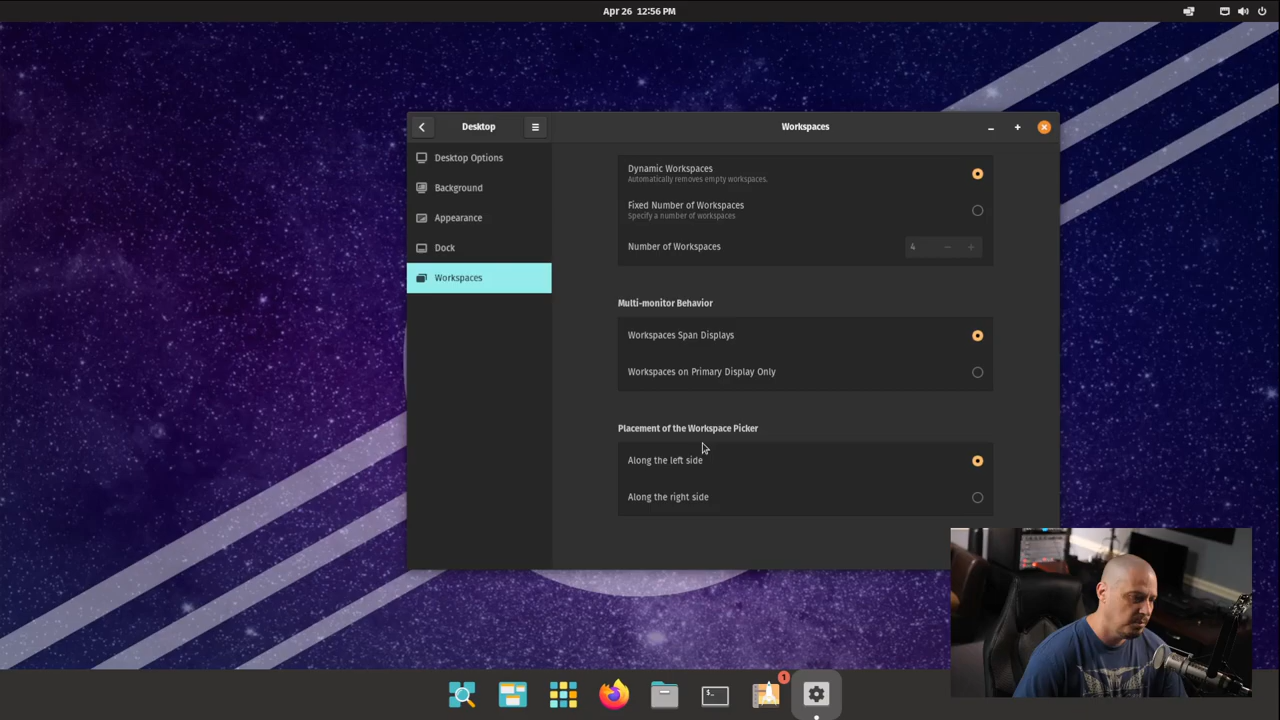 Apr 26 12:56 PM
Desktop
Workspaces
Desktop Options
Background
Appearance
Dock
Workspaces
Dynamic Workspaces
Automatically removes empty workspaces.
Fixed Number of Workspaces
Specify a number of workspaces
Number of Workspaces
4 − +
Multi-monitor Behavior
Workspaces Span Displays
Workspaces on Primary Display Only
Placement of the Workspace Picker
Along the left side
Along the right side
$_
1